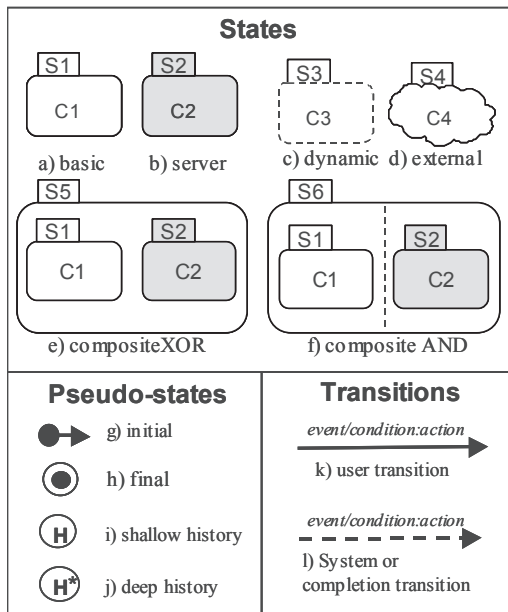 States
S1 S2 S3 S4
C1 C2 C3 C4
a) basic b) server c) dynamic d) external
S5 S6
S1 S2 S1 S2
C1 C2 C1 C2
e) compositeXOR f) composite AND
Pseudo-states
g) initial
h) final
H i) shallow history
H* j) deep history
Transitions
event/condition:action
k) user transition
event/condition:action
l) System or
completion transition